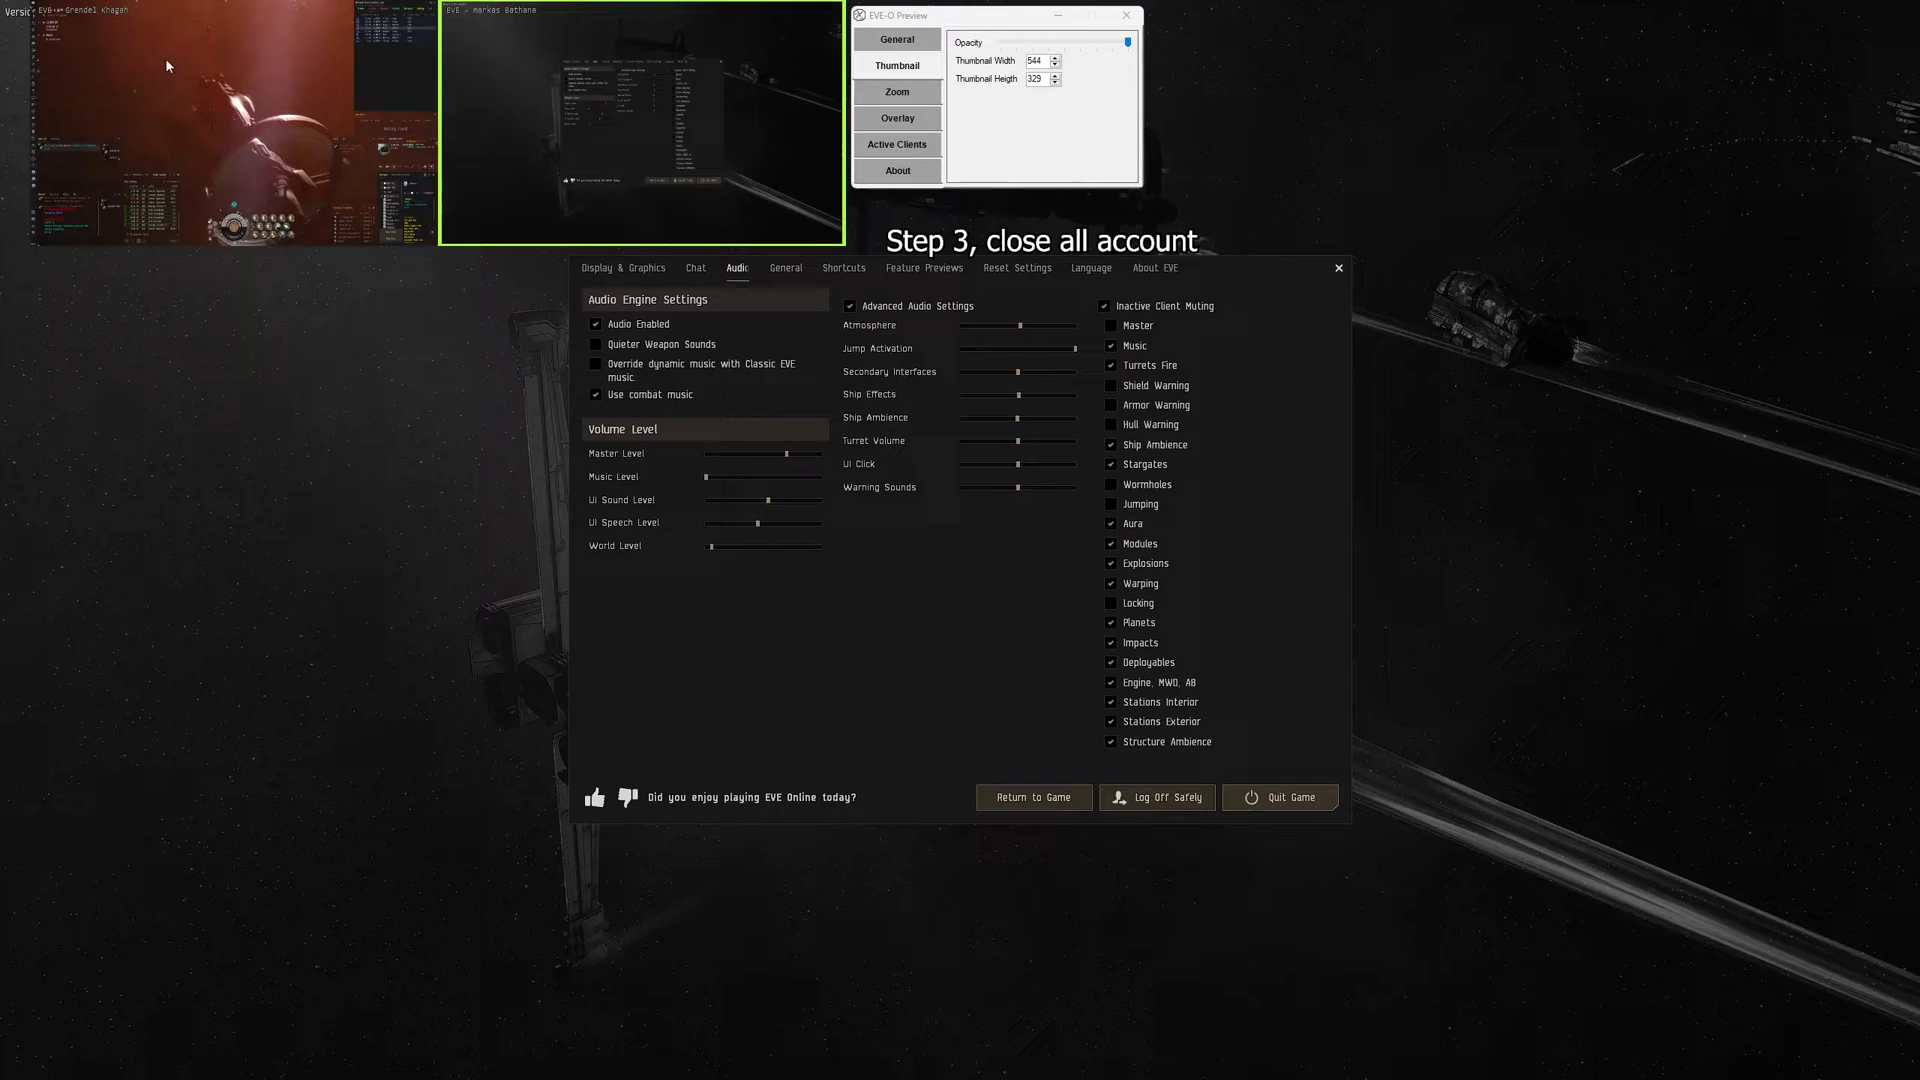 Versio
EVE - Grendel Khagah
EVE - markas Bathana
EVE-O Preview
General
Thumbnail
Zoom
Overlay
Active Clients
About
Opacity
Thumbnail Width 544
Thumbnail Heigth 329
Step 3, close all account
Display & Graphics Chat Audio General Shortcuts Feature Previews Reset Settings Language About EVE
Audio Engine Settings
Audio Enabled
Quieter Weapon Sounds
Override dynamic music with Classic EVE
music.
Use combat music
Volume Level
Master Level
Music Level
UI Sound Level
UI Speech Level
World Level
Advanced Audio Settings
Atmosphere
Jump Activation
Secondary Interfaces
Ship Effects
Ship Ambience
Turret Volume
UI Click
Warning Sounds
Inactive Client Muting
Master
Music
Turrets Fire
Shield Warning
Armor Warning
Hull Warning
Ship Ambience
Stargates
Wormholes
Jumping
Aura
Modules
Explosions
Warping
Locking
Planets
Impacts
Deployables
Engine, MWD, AB
Stations Interior
Stations Exterior
Structure Ambience
Did you enjoy playing EVE Online today?
Return to Game
Log Off Safely
Quit Game